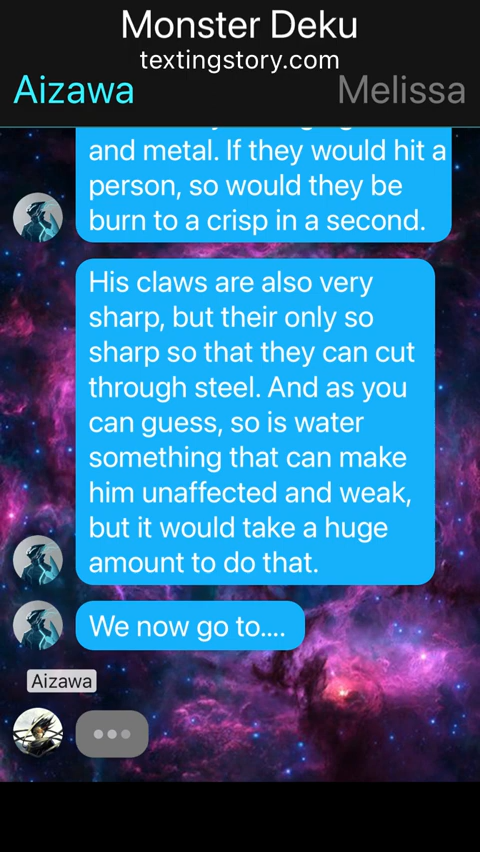 Monster Deku
textingstory.com
Aizawa Melissa
and metal. If they would hit a
person, so would they be
burn to a crisp in a second.
His claws are also very
sharp, but their only so
sharp so that they can cut
through steel. And as you
can guess, so is water
something that can make
him unaffected and weak,
but it would take a huge
amount to do that.
We now go to....
Aizawa